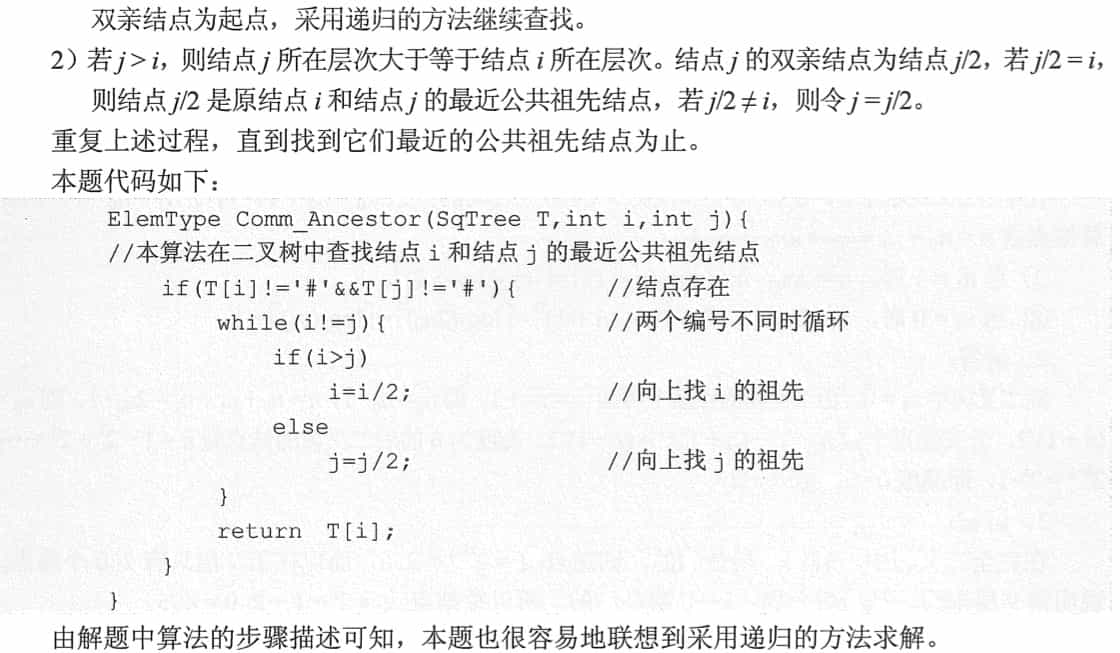 双亲结点为起点，采用递归的方法继续查找。
2）若 j > i，则结点 j 所在层次大于等于结点 i 所在层次。结点 j 的双亲结点为结点 j/2，若 j/2 = i，
则结点 j/2 是原结点 i 和结点 j 的最近公共祖先结点，若 j/2 ≠ i，则令 j = j/2。
重复上述过程，直到找到它们最近的公共祖先结点为止。
本题代码如下：
ElemType Comm_Ancestor(SqTree T,int i,int j){
//本算法在二叉树中查找结点 i 和结点 j 的最近公共祖先结点
if(T[i]!='#'&&T[j]!='#'){ //结点存在
while(i!=j){ //两个编号不同时循环
if(i>j)
i=i/2; //向上找 i 的祖先
else
j=j/2; //向上找 j 的祖先
}
return T[i];
}
}
由解题中算法的步骤描述可知，本题也很容易地联想到采用递归的方法求解。